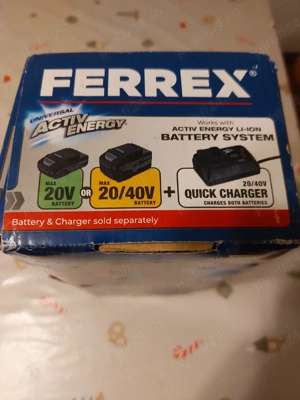 FERREX®
UNIVERSAL
ACTIV
ENERGY
Works with
ACTIV ENERGY LI-ION
BATTERY SYSTEM
MAX
20V
BATTERY
OR
MAX
20/40V
BATTERY
+
20/40V
QUICK CHARGER
CHARGES BOTH BATTERIES
Battery & Charger sold separately